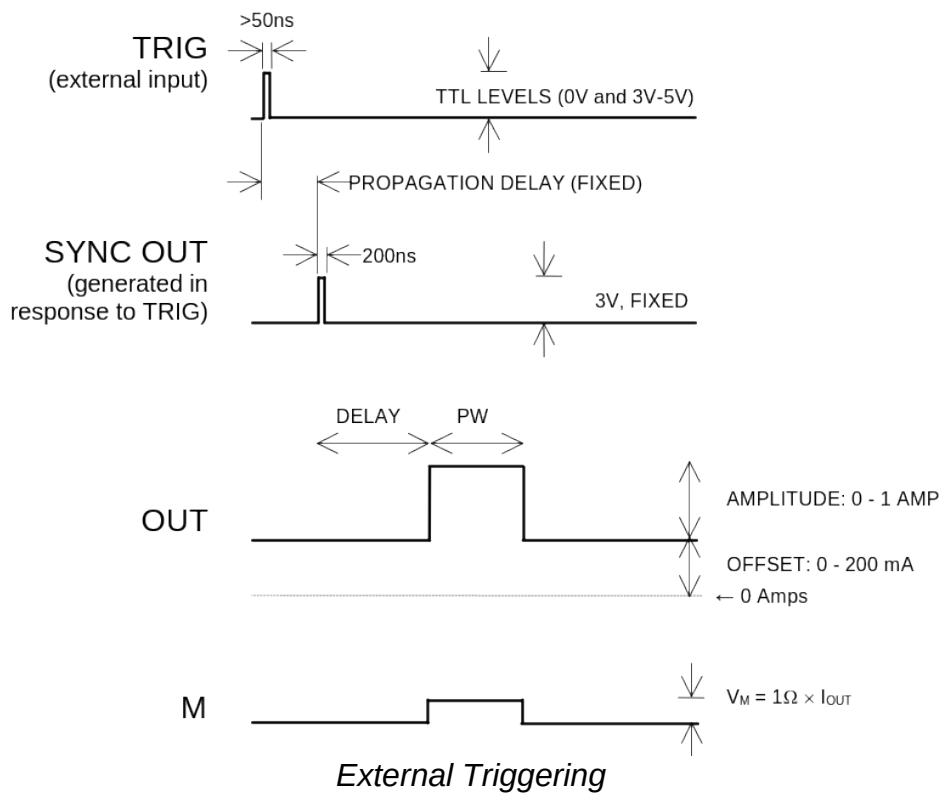 >50ns
TRIG
(external input)
TTL LEVELS (0V and 3V-5V)
PROPAGATION DELAY (FIXED)
SYNC OUT
(generated in
response to TRIG)
200ns
3V, FIXED
DELAY
PW
OUT
AMPLITUDE: 0 - 1 AMP
OFFSET: 0 - 200 mA
← 0 Amps
M
VM = 1Ω × IOUT
External Triggering